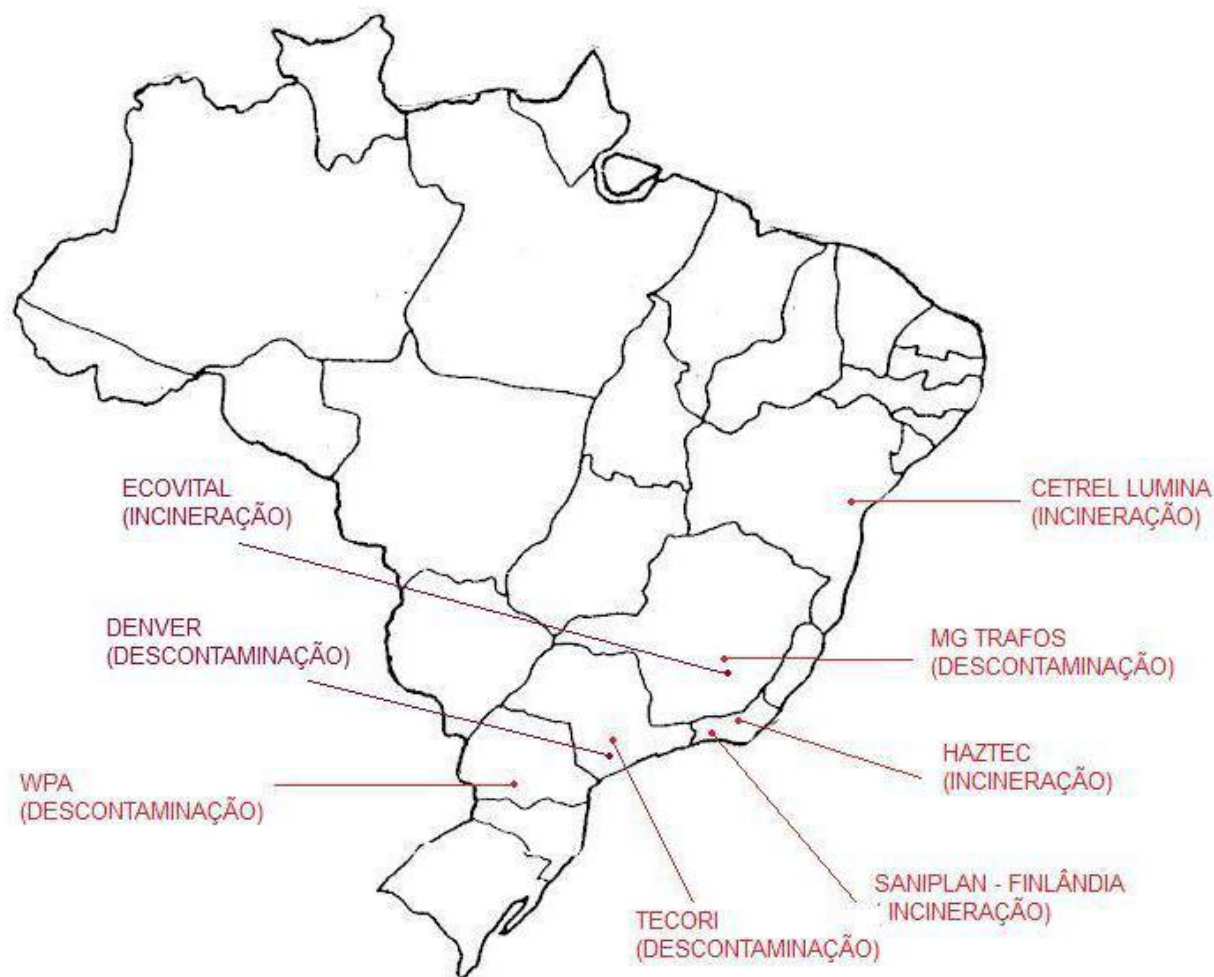 ECOVITAL
(INCINERAÇÃO)
CETREL LUMINA
(INCINERAÇÃO)
DENVER
(DESCONTAMINAÇÃO)
MG TRAFOS
(DESCONTAMINAÇÃO)
HAZTEC
(INCINERAÇÃO)
WPA
(DESCONTAMINAÇÃO)
SANIPLAN - FINLÂNDIA
INCINERAÇÃO)
TECORI
(DESCONTAMINAÇÃO)